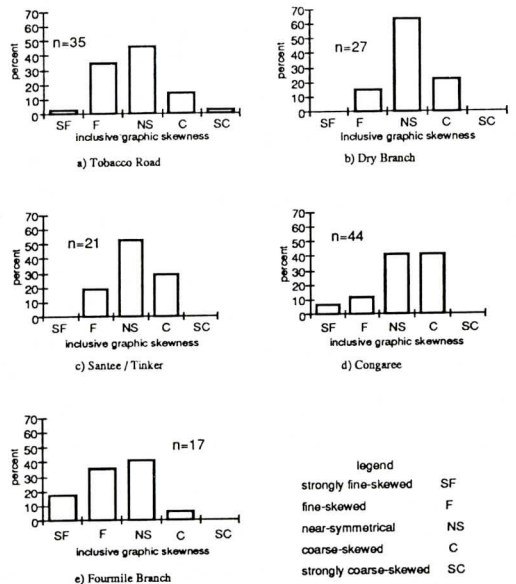 70
60
50
40
30
20
10
0
percent
n=35
SF F NS C SC
inclusive graphic skewness
a) Tobacco Road
70
60
50
40
30
20
10
0
percent
n=27
SF F NS C SC
inclusive graphic skewness
b) Dry Branch
70
60
50
40
30
20
10
0
percent
n=21
SF F NS C SC
inclusive graphic skewness
c) Santee / Tinker
70
60
50
40
30
20
10
0
percent
n=44
SF F NS C SC
inclusive graphic skewness
d) Congaree
70
60
50
40
30
20
10
0
percent
n=17
SF F NS C SC
inclusive graphic skewness
e) Fourmile Branch
legend
strongly fine-skewed SF
fine-skewed F
near-symmetrical NS
coarse-skewed C
strongly coarse-skewed SC